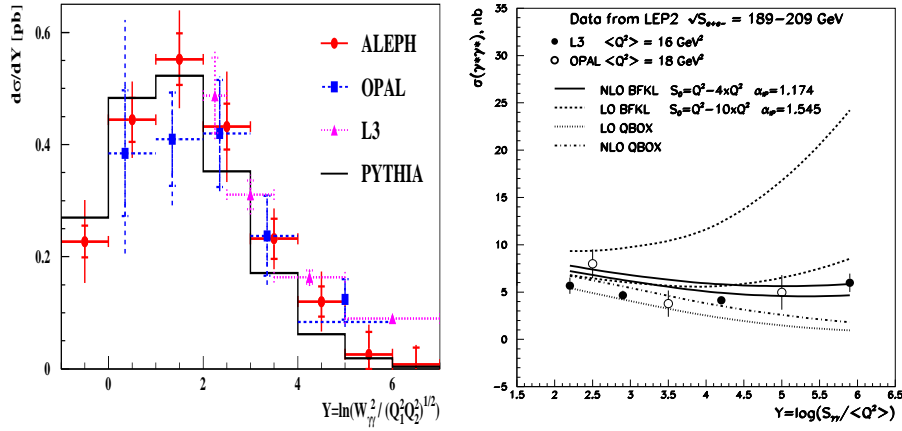 dσ/dY [pb]
0.6
0.4
0.2
0
0 2 4 6
ALEPH
OPAL
L3
PYTHIA
Y=ln(W²γγ/(Q₁²Q₂²)^1/2)
σ(γ*γ*), nb
35
30
25
20
15
10
5
0
-5
1.5 2 2.5 3 3.5 4 4.5 5 5.5 6 6.5
Data from LEP2 √Se+e- = 189−209 GeV
L3 <Q²> = 16 GeV²
OPAL <Q²> = 18 GeV²
NLO BFKL S₀=Q²−4xQ² αIP=1.174
LO BFKL S₀=Q²−10xQ² αIP=1.545
LO QBOX
NLO QBOX
Y=log(Sγγ/<Q²>)